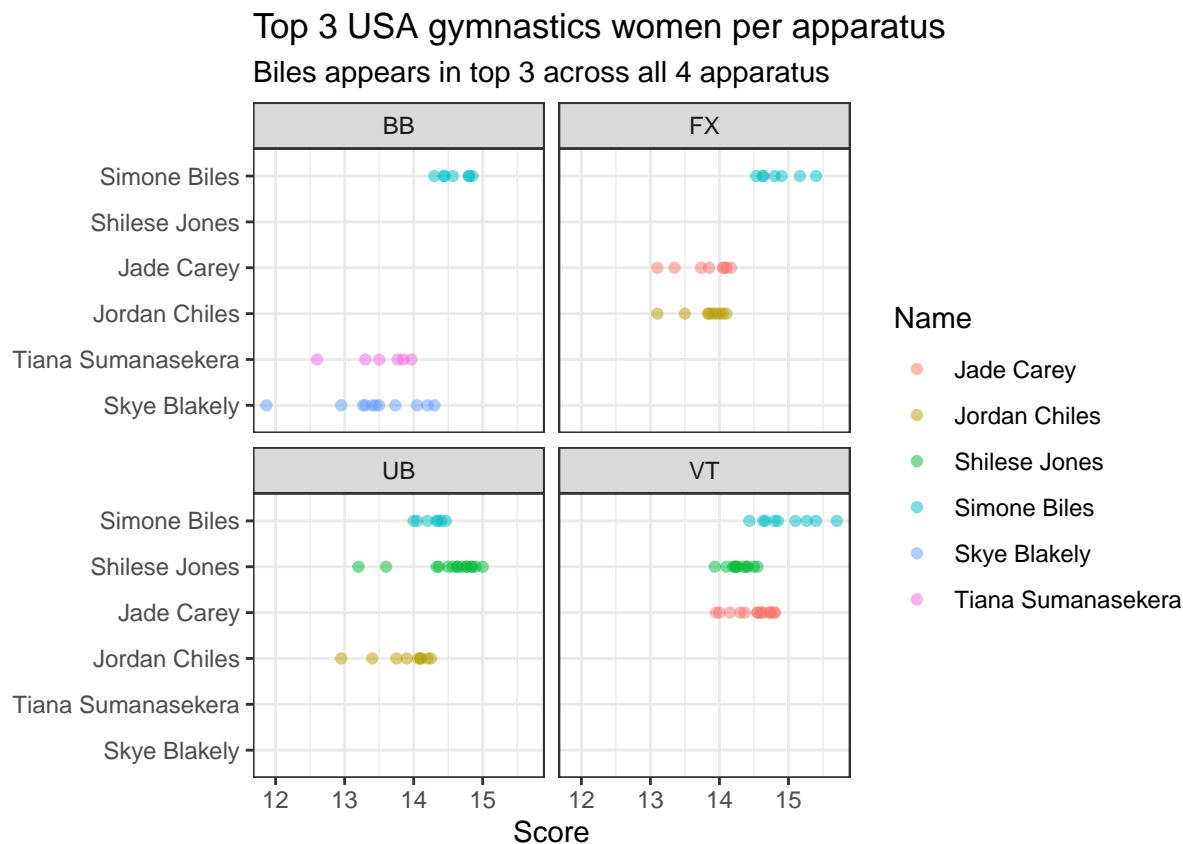 Top 3 USA gymnastics women per apparatus
Biles appears in top 3 across all 4 apparatus
BB
FX
Simone Biles
Shilese Jones
Jade Carey
Jordan Chiles
Tiana Sumanasekera
Skye Blakely
UB
VT
Simone Biles
Shilese Jones
Jade Carey
Jordan Chiles
Tiana Sumanasekera
Skye Blakely
12 13 14 15
12 13 14 15
Score
Name
Jade Carey
Jordan Chiles
Shilese Jones
Simone Biles
Skye Blakely
Tiana Sumanasekera